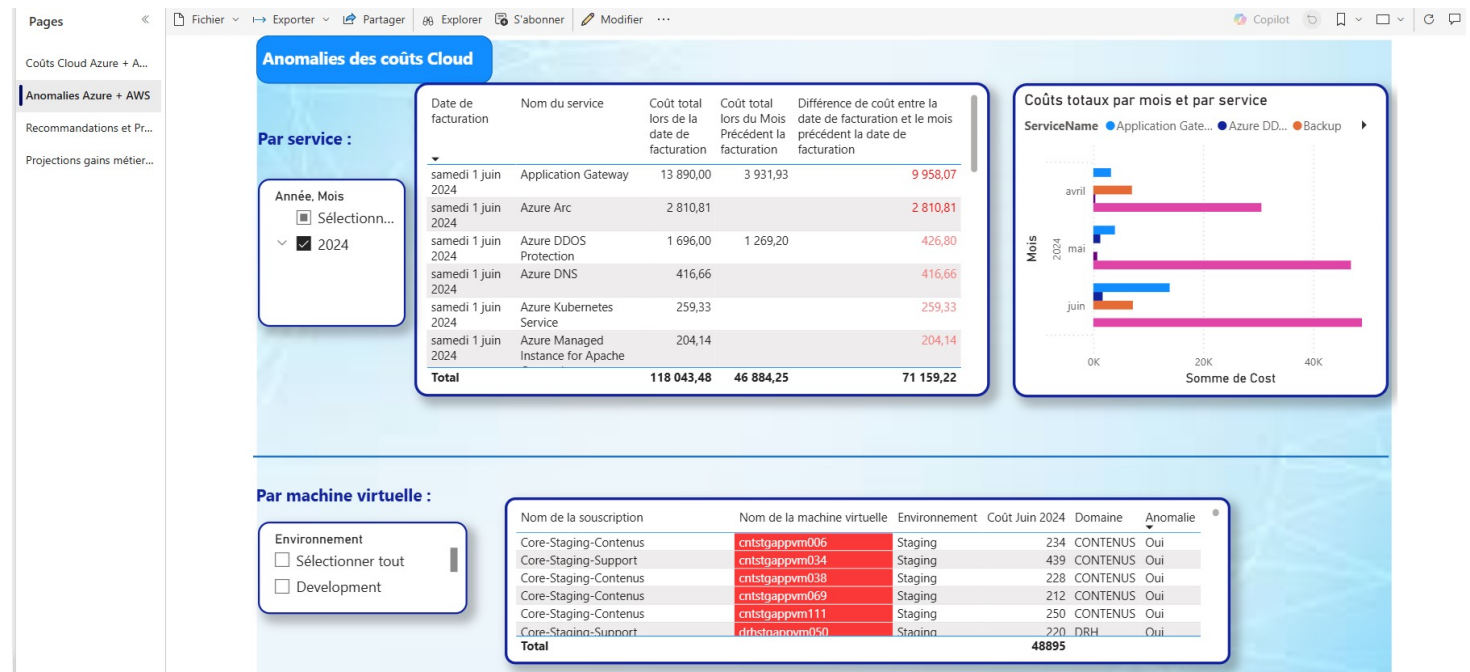 Pages
Fichier
Exporter
Partager
Explorer
S'abonner
Modifier
Copilot
Coûts Cloud Azure + A...
Anomalies Azure + AWS
Recommandations et Pr...
Projections gains métier...
Anomalies des coûts Cloud
Par service :
Année, Mois
Sélectionn...
2024
Date de facturation Nom du service Coût total lors de la date de facturation Coût total lors du Mois Précédent la facturation Différence de coût entre la date de facturation et le mois précédent la date de facturation
samedi 1 juin 2024 Application Gateway 13 890,00 3 931,93 9 958,07
samedi 1 juin 2024 Azure Arc 2 810,81 2 810,81
samedi 1 juin 2024 Azure DDOS Protection 1 696,00 1 269,20 426,80
samedi 1 juin 2024 Azure DNS 416,66 416,66
samedi 1 juin 2024 Azure Kubernetes Service 259,33 259,33
samedi 1 juin 2024 Azure Managed Instance for Apache 204,14 204,14
Total 118 043,48 46 884,25 71 159,22
Coûts totaux par mois et par service
ServiceName Application Gate... Azure DD... Backup
Mois
2024
avril
mai
juin
0K 20K 40K
Somme de Cost
Par machine virtuelle :
Environnement
Sélectionner tout
Development
Nom de la souscription Nom de la machine virtuelle Environnement Coût Juin 2024 Domaine Anomalie
Core-Staging-Contenus cntstgappvm006 Staging 234 CONTENUS Oui
Core-Staging-Support cntstgappvm034 Staging 439 CONTENUS Oui
Core-Staging-Contenus cntstgappvm038 Staging 228 CONTENUS Oui
Core-Staging-Contenus cntstgappvm069 Staging 212 CONTENUS Oui
Core-Staging-Contenus cntstgappvm111 Staging 250 CONTENUS Oui
Core-Staging-Support drhstgappvm050 Staging 220 DRH Oui
Total 48895